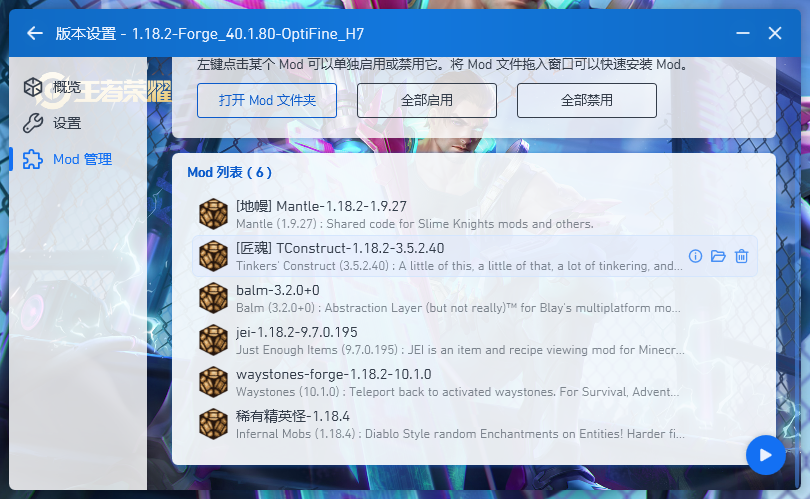 版本设置 - 1.18.2-Forge_40.1.80-OptiFine_H7
左键点击某个 Mod 可以单独启用或禁用它。将 Mod 文件拖入窗口可以快速安装 Mod。
概览
王者荣耀
设置
Mod 管理
打开 Mod 文件夹
全部启用
全部禁用
Mod 列表 ( 6 )
[地幔] Mantle-1.18.2-1.9.27
Mantle (1.9.27) : Shared code for Slime Knights mods and others.
[匠魂] TConstruct-1.18.2-3.5.2.40
Tinkers' Construct (3.5.2.40) : A little of this, a little of that, a lot of tinkering, and...
balm-3.2.0+0
Balm (3.2.0+0) : Abstraction Layer (but not really)™ for Blay's multiplatform mo...
jei-1.18.2-9.7.0.195
Just Enough Items (9.7.0.195) : JEI is an item and recipe viewing mod for Minecr...
waystones-forge-1.18.2-10.1.0
Waystones (10.1.0) : Teleport back to activated waystones. For Survival, Advent...
稀有精英怪-1.18.4
Infernal Mobs (1.18.4) : Diablo Style random Enchantments on Entities! Harder fi...